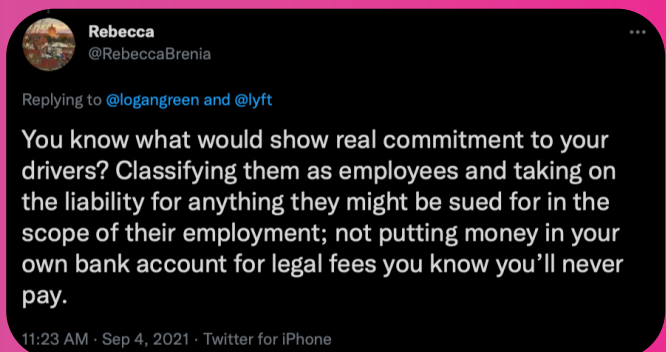 Rebecca
@RebeccaBrenia
Replying to @logangreen and @lyft
You know what would show real commitment to your
drivers? Classifying them as employees and taking on
the liability for anything they might be sued for in the
scope of their employment; not putting money in your
own bank account for legal fees you know you’ll never
pay.
11:23 AM · Sep 4, 2021 · Twitter for iPhone